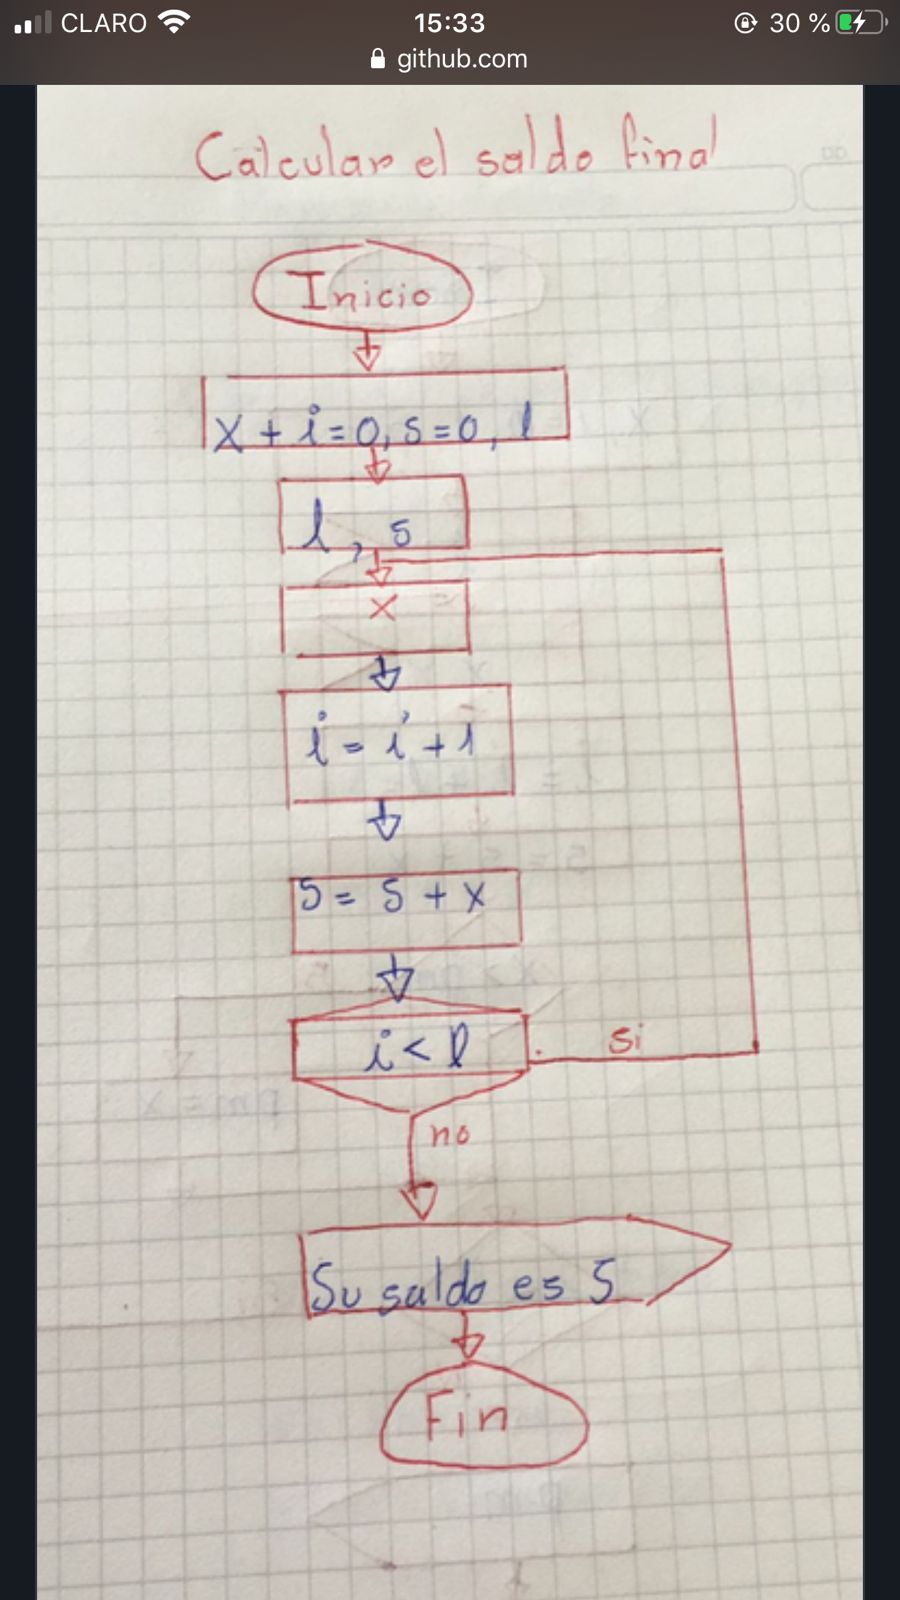 CLARO 15:33 30 %
github.com
Calcular el saldo final
Inicio
X + i = 0, s = 0, l
l, s
x
i = i + 1
S = S + x
i < l
si
no
Su saldo es S
Fin